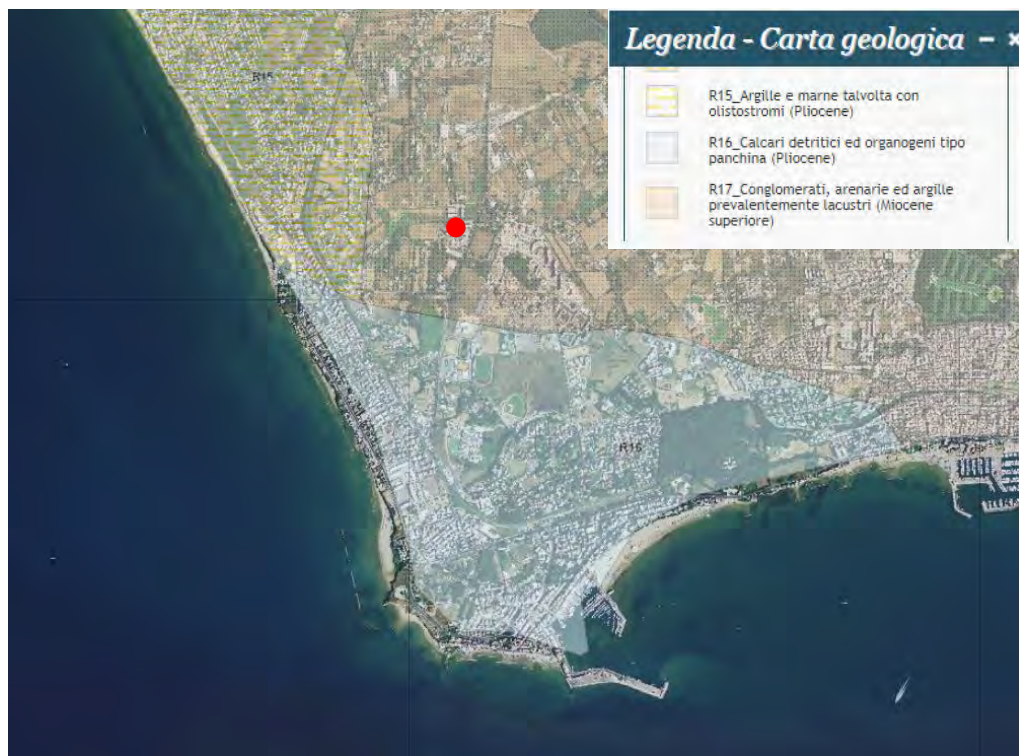 Legenda - Carta geologica − ×
R15_Argille e marne talvolta con
olistostromi (Pliocene)
R16_Calcari detritici ed organogeni tipo
panchina (Pliocene)
R17_Conglomerati, arenarie ed argille
prevalentemente lacustri (Miocene
superiore)
R15
R16